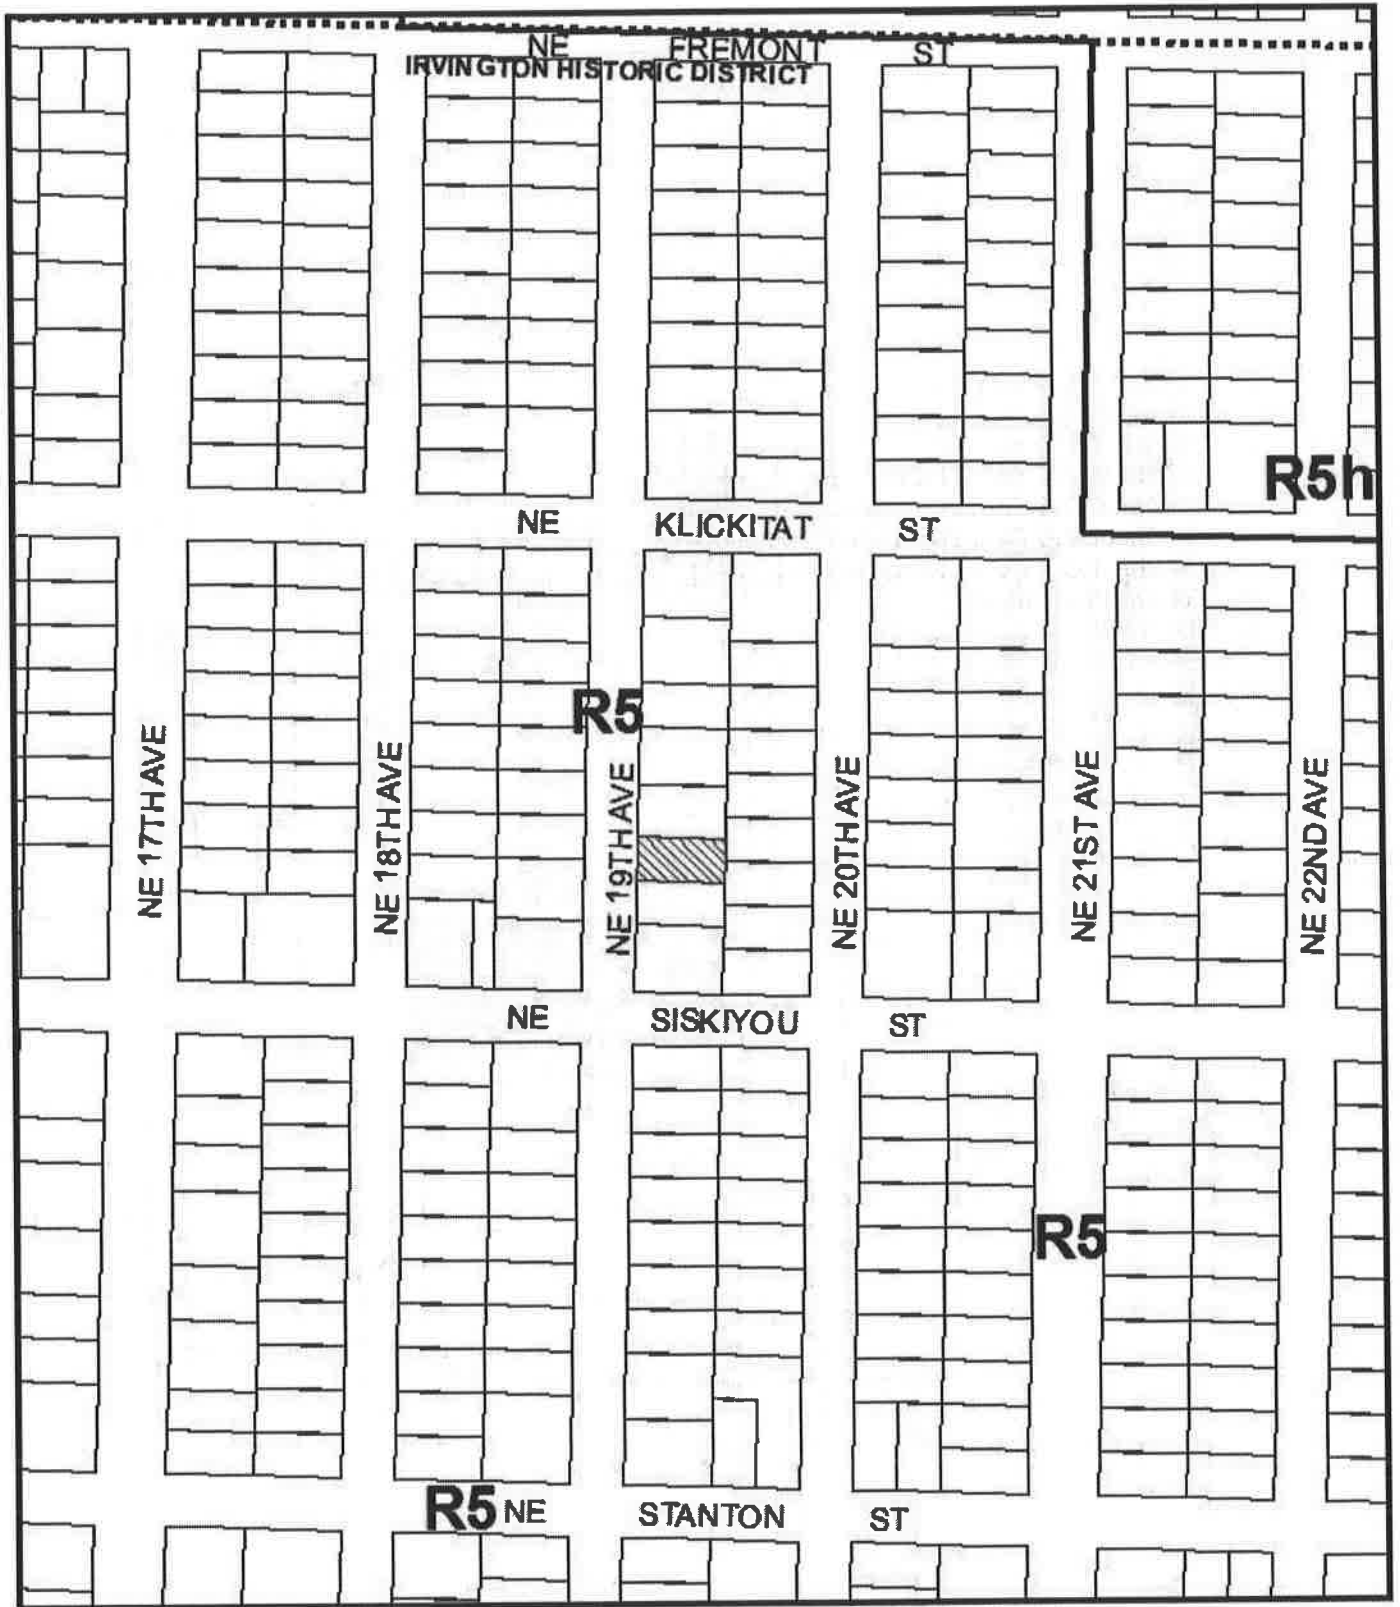 NE FREMONT ST
IRVINGTON HISTORIC DISTRICT
R5h
NE KLICKITAT ST
R5
NE 17TH AVE
NE 18TH AVE
NE 19TH AVE
NE 20TH AVE
NE 21ST AVE
NE 22ND AVE
NE SISKIYOU ST
R5
R5
NE STANTON ST